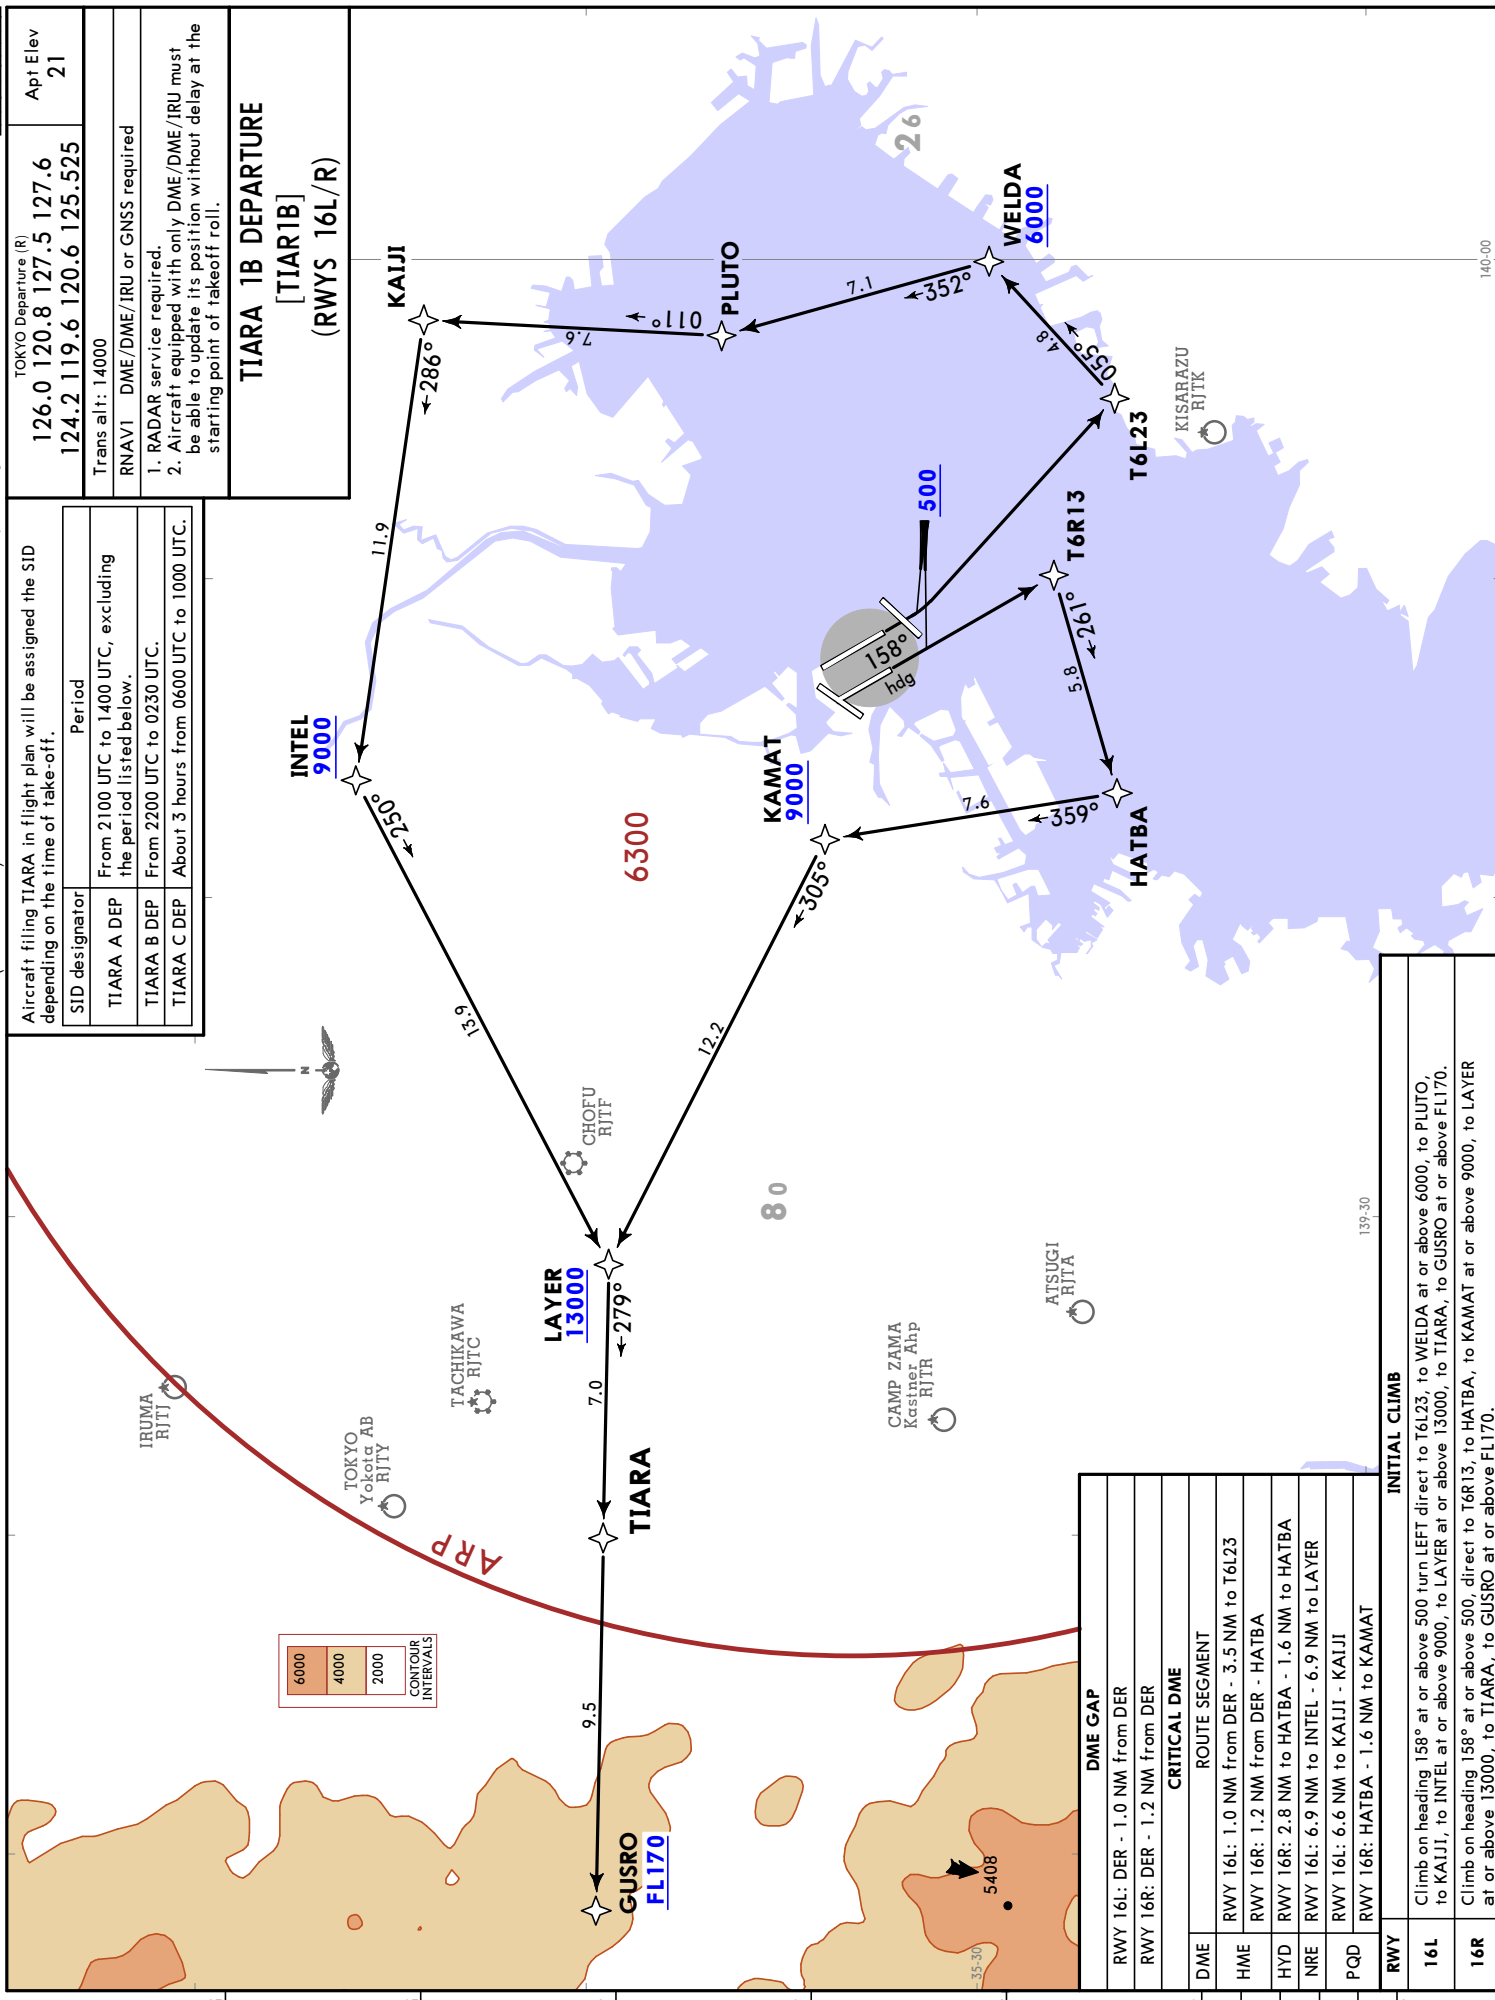 TOKYO Departure (R)
126.0 120.8 127.5 127.6
124.2 119.6 120.6 125.525
Apt Elev
21
Trans alt: 14000
RNAV1 DME/DME/IRU or GNSS required
1. RADAR service required.
2. Aircraft equipped with only DME/DME/IRU must
be able to update its position without delay at the
starting point of takeoff roll.
TIARA 1B DEPARTURE
[TIAR1B]
(RWYS 16L/R)
Aircraft filing TIARA in flight plan will be assigned the SID
depending on the time of take-off.
SID designator Period
TIARA A DEP From 2100 UTC to 1400 UTC, excluding
the period listed below.
TIARA B DEP From 2200 UTC to 0230 UTC.
TIARA C DEP About 3 hours from 0600 UTC to 1000 UTC.
N
IRUMA
RJTJ
TOKYO
Yokota AB
RJTY
TACHIKAWA
RJTC
CHOFU
RJTF
CAMP ZAMA
Kastner Ahp
RJTR
ATSUGI
RJTA
KISARAZU
RJTK
ARP
6000
4000
2000
CONTOUR
INTERVALS
KAIJI
286°
11.9
INTEL
9000
250°
13.9
LAYER
13000
279°
7.0
TIARA
9.5
GUSRO
FL170
PLUTO
011°
7.6
WELDA
6000
352°
7.1
T6L23
055°
4.8
500
158°
hdg
T6R13
261°
5.8
HATBA
359°
7.6
KAMAT
9000
305°
12.2
6300
26
80
5408
140-00
139-30
35-30
DME GAP
RWY 16L: DER - 1.0 NM from DER
RWY 16R: DER - 1.2 NM from DER
CRITICAL DME
DME ROUTE SEGMENT
HME RWY 16L: 1.0 NM from DER - 3.5 NM to T6L23
RWY 16R: 1.2 NM from DER - HATBA
HYD RWY 16R: 2.8 NM to HATBA - 1.6 NM to HATBA
NRE RWY 16L: 6.9 NM to INTEL - 6.9 NM to LAYER
PQD RWY 16L: 6.6 NM to KAIJI - KAIJI
RWY 16R: HATBA - 1.6 NM to KAMAT
RWY INITIAL CLIMB
16L Climb on heading 158° at or above 500 turn LEFT direct to T6L23, to WELDA at or above 6000, to PLUTO,
to KAIJI, to INTEL at or above 9000, to LAYER at or above 13000, to TIARA, to GUSRO at or above FL170.
16R Climb on heading 158° at or above 500, direct to T6R13, to HATBA, to KAMAT at or above 9000, to LAYER
at or above 13000, to TIARA, to GUSRO at or above FL170.